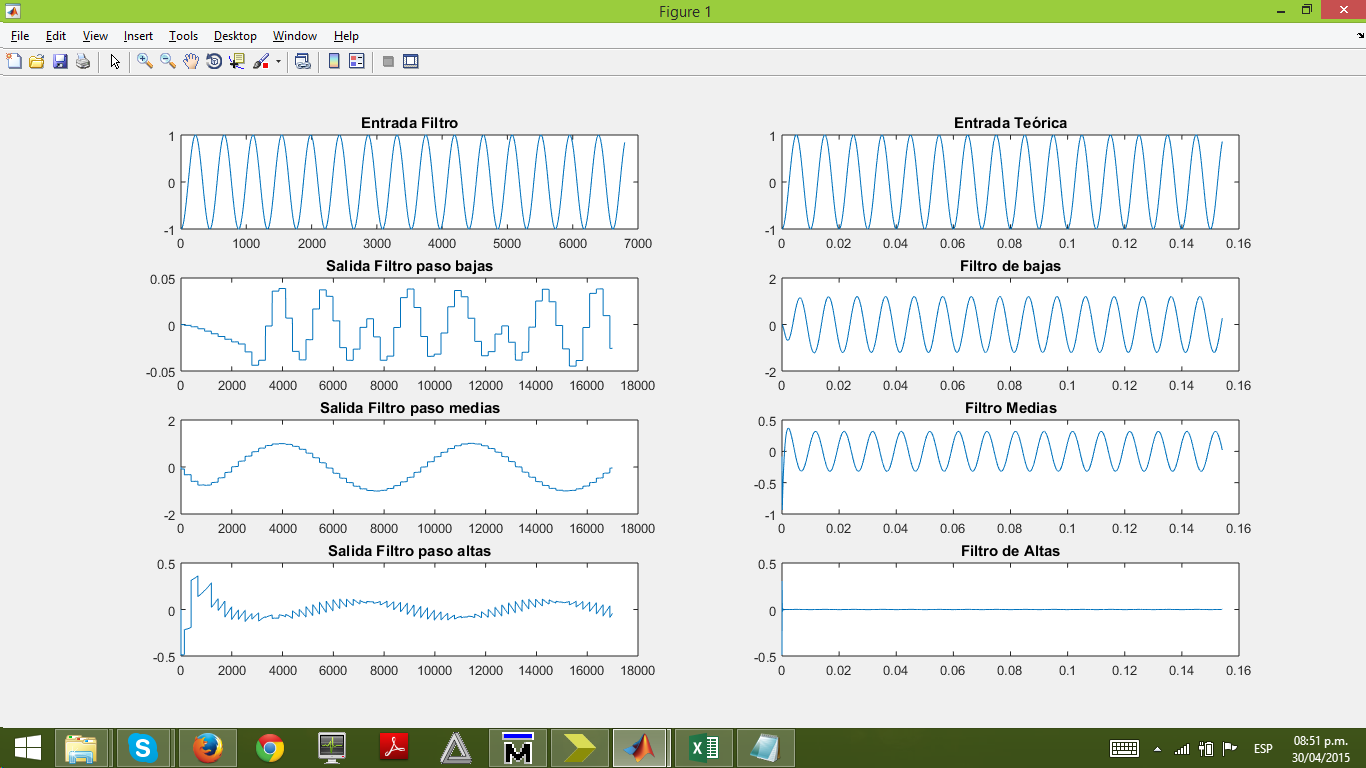 Figure 1
File Edit View Insert Tools Desktop Window Help
Entrada Filtro
1
0
-1
0 1000 2000 3000 4000 5000 6000 7000
Entrada Teórica
1
0
-1
0 0.02 0.04 0.06 0.08 0.1 0.12 0.14 0.16
Salida Filtro paso bajas
0.05
0
-0.05
0 2000 4000 6000 8000 10000 12000 14000 16000 18000
Filtro de bajas
2
0
-2
0 0.02 0.04 0.06 0.08 0.1 0.12 0.14 0.16
Salida Filtro paso medias
2
0
-2
0 2000 4000 6000 8000 10000 12000 14000 16000 18000
Filtro Medias
0.5
0
-0.5
-1
0 0.02 0.04 0.06 0.08 0.1 0.12 0.14 0.16
Salida Filtro paso altas
0.5
0
-0.5
0 2000 4000 6000 8000 10000 12000 14000 16000 18000
Filtro de Altas
0.5
0
-0.5
0 0.02 0.04 0.06 0.08 0.1 0.12 0.14 0.16
M
ESP
08:51 p.m.
30/04/2015